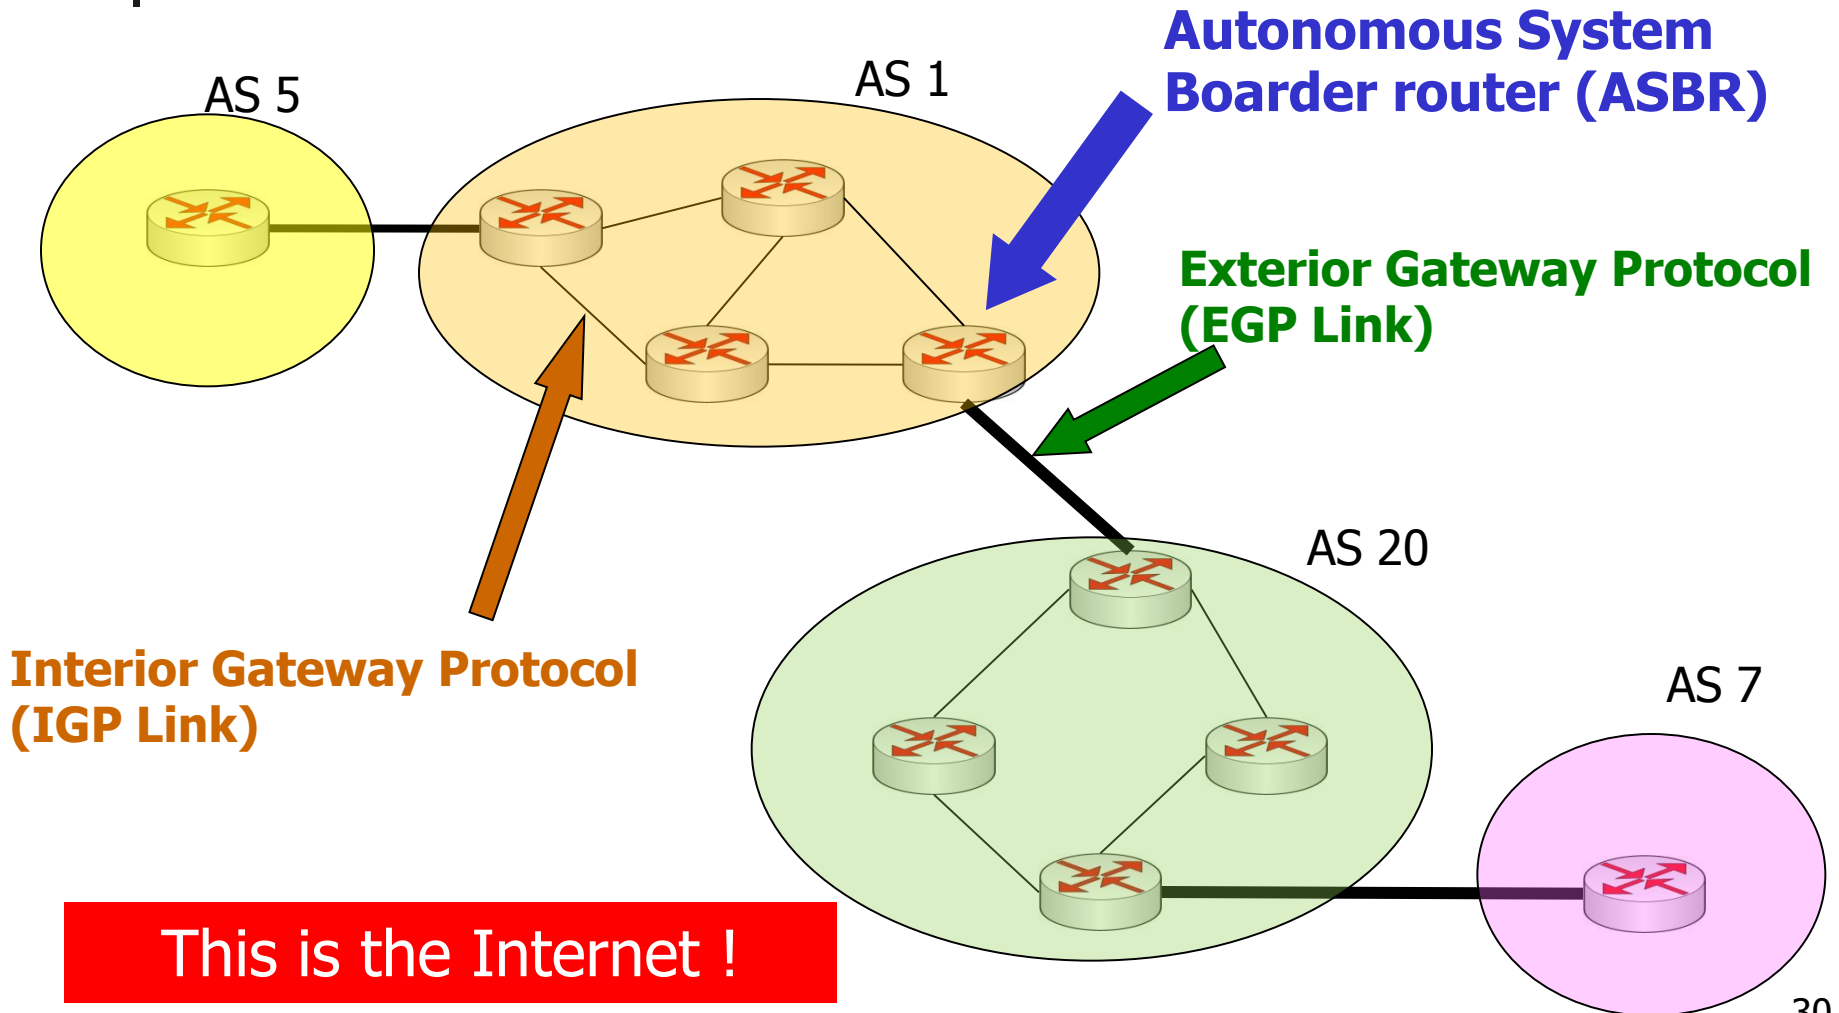 Autonomous System
Boarder router (ASBR)
AS 5
AS 1
Exterior Gateway Protocol
(EGP Link)
AS 20
Interior Gateway Protocol
(IGP Link)
AS 7
This is the Internet !
30